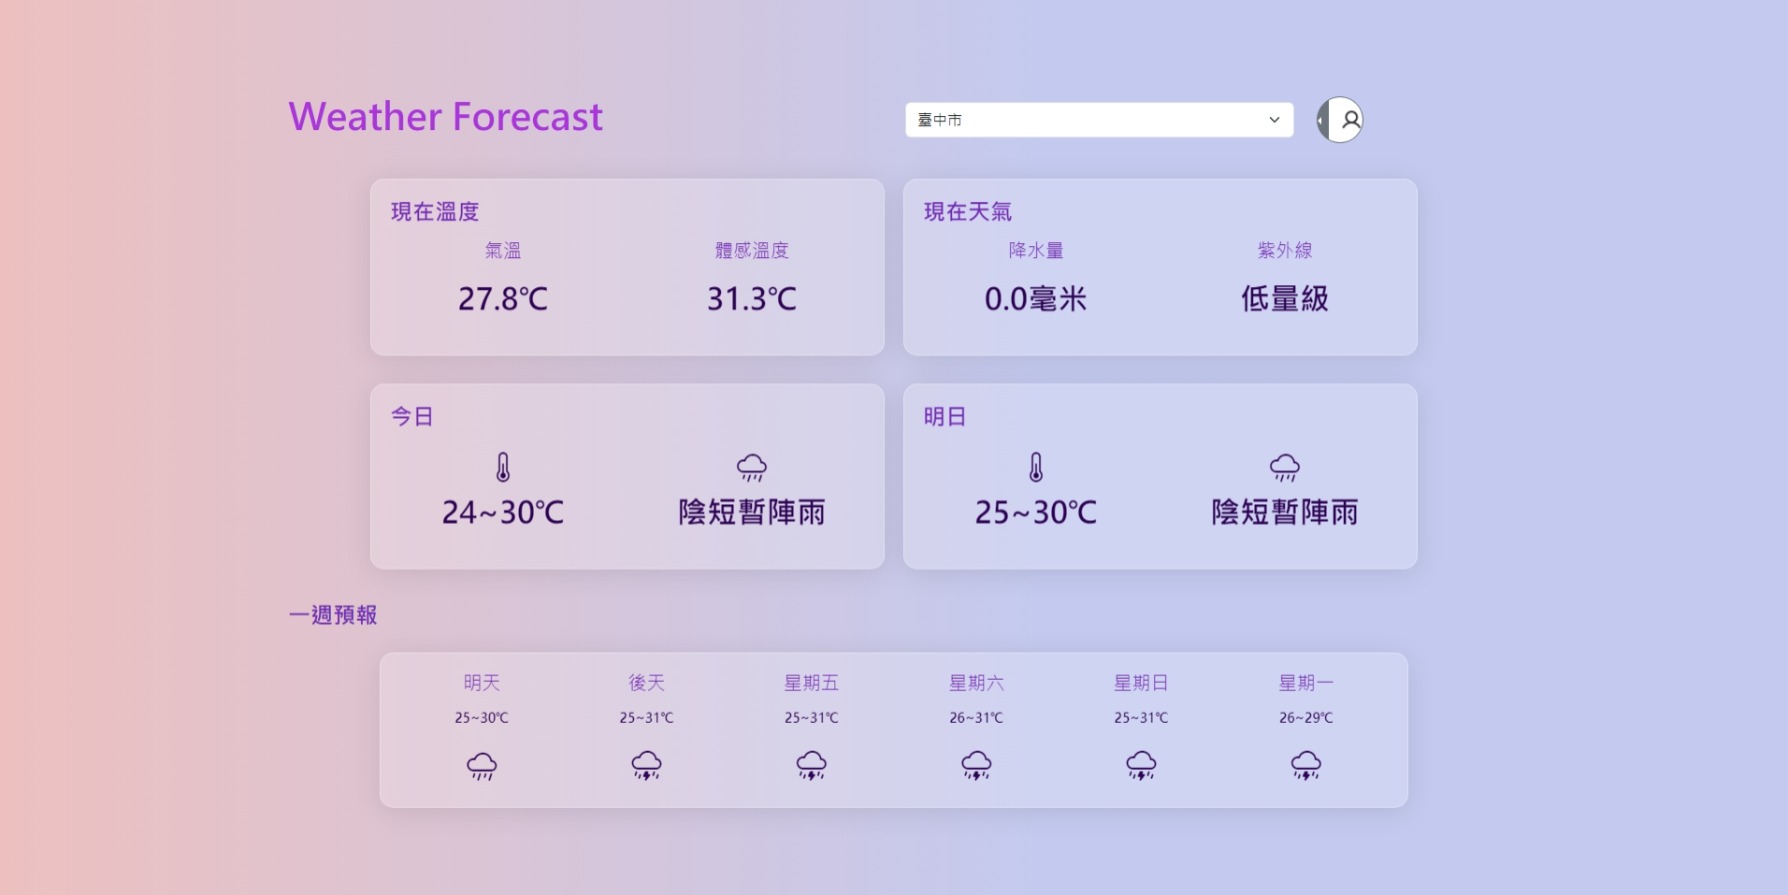 Weather Forecast
臺中市
現在溫度
氣溫 體感溫度
27.8℃ 31.3℃
現在天氣
降水量 紫外線
0.0毫米 低量級
今日
24~30℃ 陰短暫陣雨
明日
25~30℃ 陰短暫陣雨
一週預報
明天 後天 星期五 星期六 星期日 星期一
25~30℃ 25~31℃ 25~31℃ 26~31℃ 25~31℃ 26~29℃